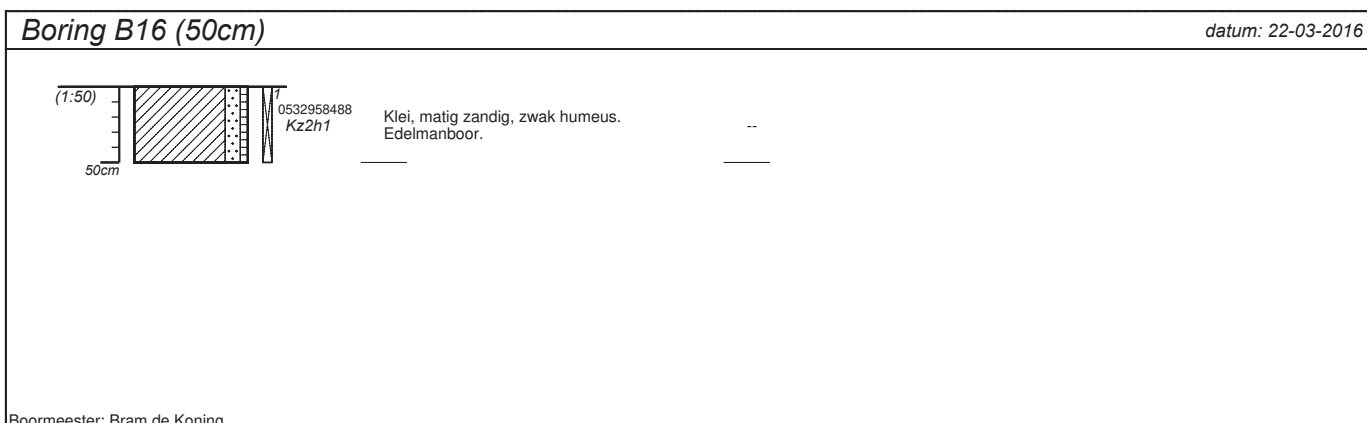 Boring B16 (50cm)
datum: 22-03-2016
(1:50)
1
0532958488
Kz2h1
Klei, matig zandig, zwak humeus.
Edelmanboor.
--
50cm
Boormeester: Bram de Koning